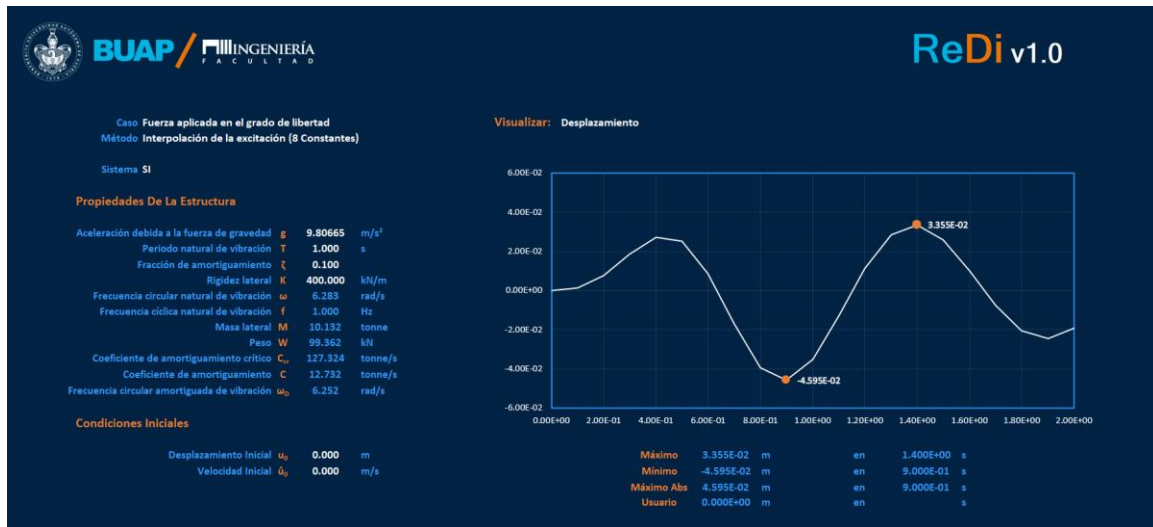 BUAP/ INGENIERÍA
FACULTAD
ReDi v1.0
Caso Fuerza aplicada en el grado de libertad
Método Interpolación de la excitación (8 Constantes)
Sistema SI
Propiedades De La Estructura
Aceleración debida a la fuerza de gravedad g 9.80665 m/s²
Periodo natural de vibración T 1.000 s
Fracción de amortiguamiento ζ 0.100
Rigidez lateral K 400.000 kN/m
Frecuencia circular natural de vibración ω 6.283 rad/s
Frecuencia cíclica natural de vibración f 1.000 Hz
Masa lateral M 10.132 tonne
Peso W 99.362 kN
Coeficiente de amortiguamiento crítico Ccr 127.324 tonne/s
Coeficiente de amortiguamiento C 12.732 tonne/s
Frecuencia circular amortiguada de vibración ωD 6.252 rad/s
Condiciones Iniciales
Desplazamiento Inicial u₀ 0.000 m
Velocidad Inicial u̇₀ 0.000 m/s
Visualizar: Desplazamiento
6.00E-02
4.00E-02
2.00E-02
0.00E+00
-2.00E-02
-4.00E-02
-6.00E-02
3.355E-02
-4.595E-02
0.00E+00 2.00E-01 4.00E-01 6.00E-01 8.00E-01 1.00E+00 1.20E+00 1.40E+00 1.60E+00 1.80E+00 2.00E+00
Máximo 3.355E-02 m en 1.400E+00 s
Mínimo -4.595E-02 m en 9.000E-01 s
Máximo Abs 4.595E-02 m en 9.000E-01 s
Usuario 0.000E+00 m en s